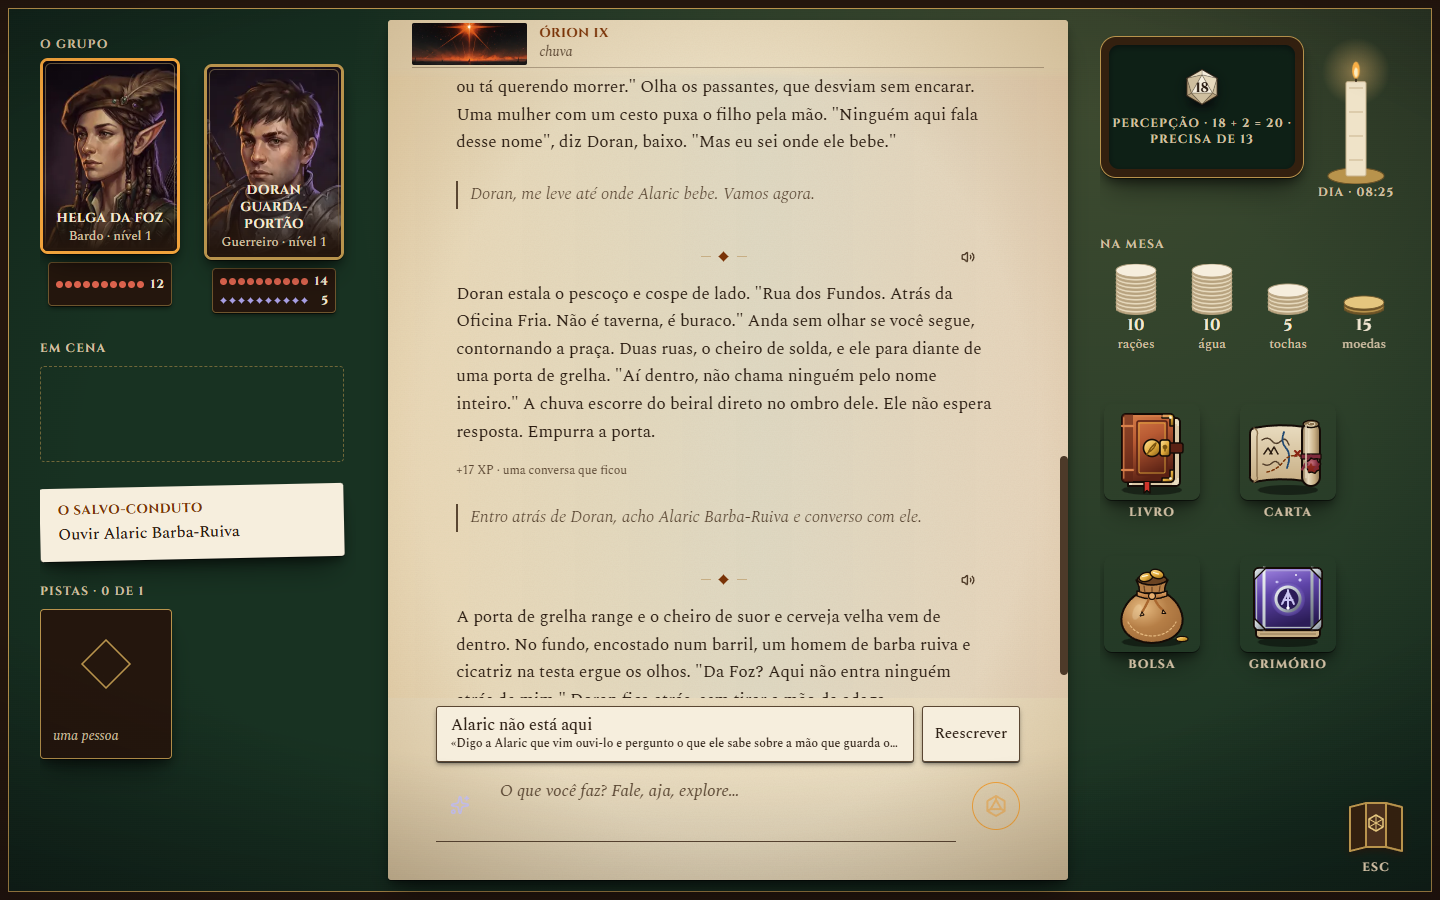 O GRUPO
HELGA DA FOZ
Bardo · nível 1
12
DORAN
GUARDA-
PORTÃO
Guerreiro · nível 1
14
5
EM CENA
O SALVO-CONDUTO
Ouvir Alaric Barba-Ruiva
PISTAS · 0 DE 1
uma pessoa
ÓRION IX
chuva
ou tá querendo morrer." Olha os passantes, que desviam sem encarar.
Uma mulher com um cesto puxa o filho pela mão. "Ninguém aqui fala
desse nome", diz Doran, baixo. "Mas eu sei onde ele bebe."
Doran, me leve até onde Alaric bebe. Vamos agora.
Doran estala o pescoço e cospe de lado. "Rua dos Fundos. Atrás da
Oficina Fria. Não é taverna, é buraco." Anda sem olhar se você segue,
contornando a praça. Duas ruas, o cheiro de solda, e ele para diante de
uma porta de grelha. "Aí dentro, não chama ninguém pelo nome
inteiro." A chuva escorre do beiral direto no ombro dele. Ele não espera
resposta. Empurra a porta.
+17 XP · uma conversa que ficou
Entro atrás de Doran, acho Alaric Barba-Ruiva e converso com ele.
A porta de grelha range e o cheiro de suor e cerveja velha vem de
dentro. No fundo, encostado num barril, um homem de barba ruiva e
cicatriz na testa ergue os olhos. "Da Foz? Aqui não entra ninguém
Alaric não está aqui
«Digo a Alaric que vim ouvi-lo e pergunto o que ele sabe sobre a mão que guarda o…
Reescrever
O que você faz? Fale, aja, explore…
18
PERCEPÇÃO · 18 + 2 = 20 ·
PRECISA DE 13
DIA · 08:25
NA MESA
10
rações
10
água
5
tochas
15
moedas
LIVRO
CARTA
BOLSA
GRIMÓRIO
ESC